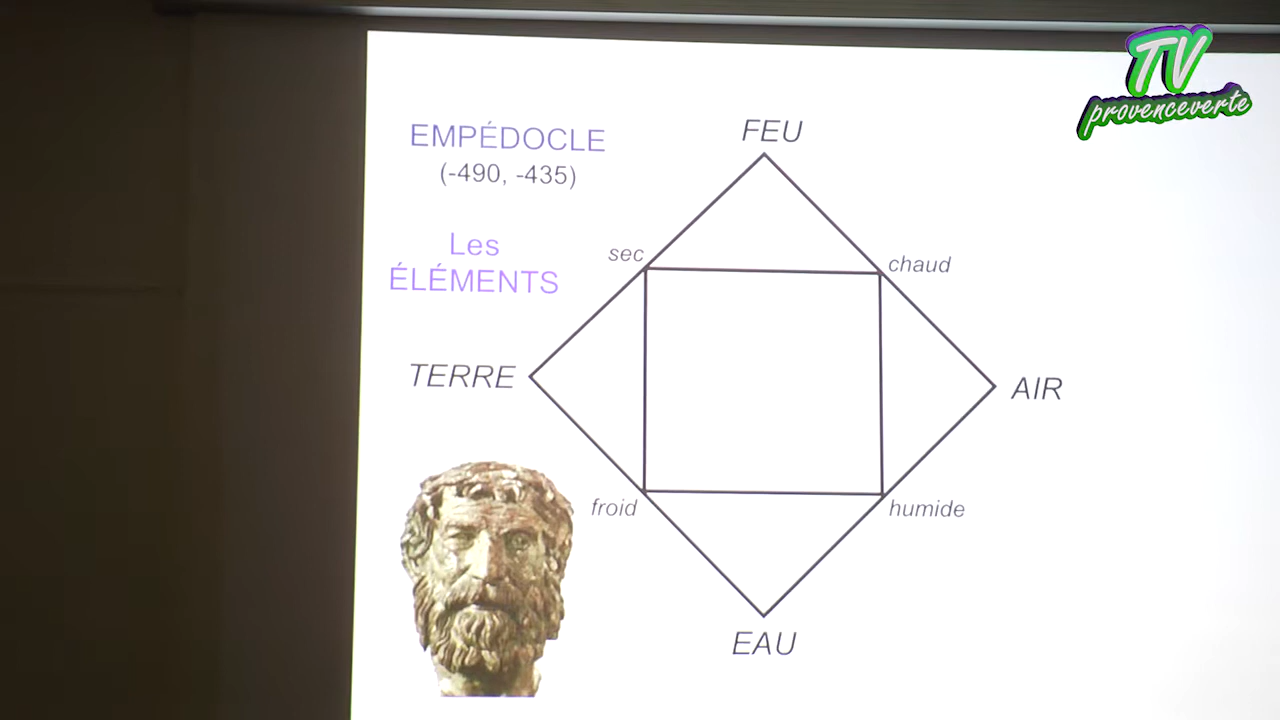 TV
provenceverte
EMPÉDOCLE
(-490, -435)
FEU
Les
ÉLÉMENTS
sec
chaud
TERRE
AIR
froid
humide
EAU